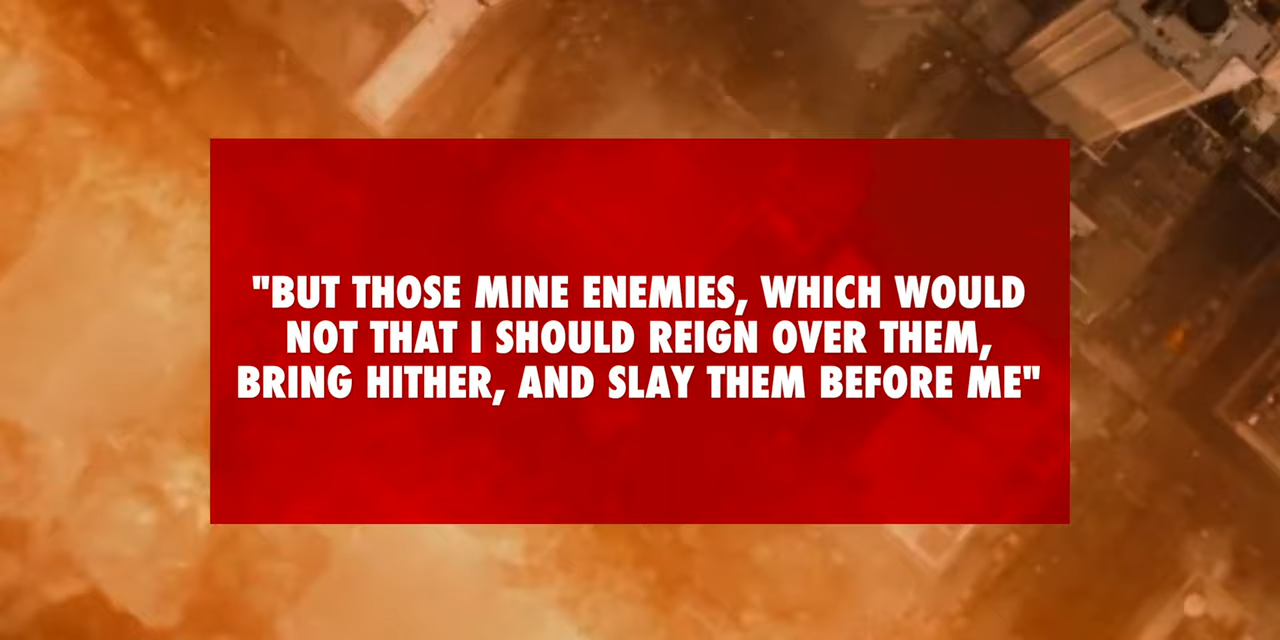 "BUT THOSE MINE ENEMIES, WHICH WOULD
NOT THAT I SHOULD REIGN OVER THEM,
BRING HITHER, AND SLAY THEM BEFORE ME"